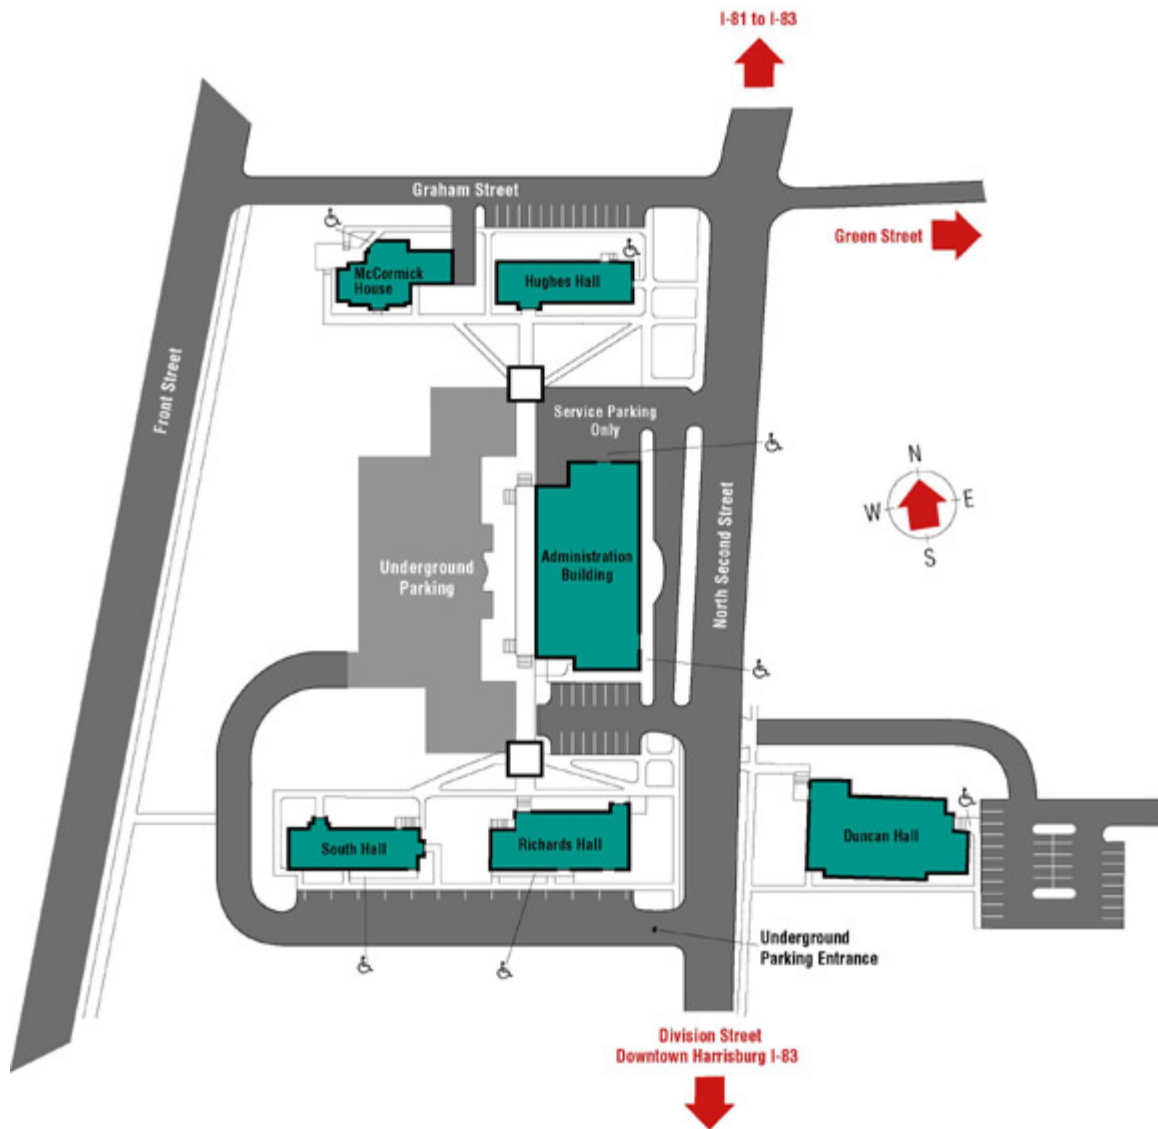 I-81 to I-83
Graham Street
Green Street
McCormick
House
Hughes Hall
Front Street
Service Parking
Only
N
W
E
S
North Second Street
Underground
Parking
Administration
Building
South Hall
Richards Hall
Duncan Hall
Underground
Parking Entrance
Division Street
Downtown Harrisburg I-83